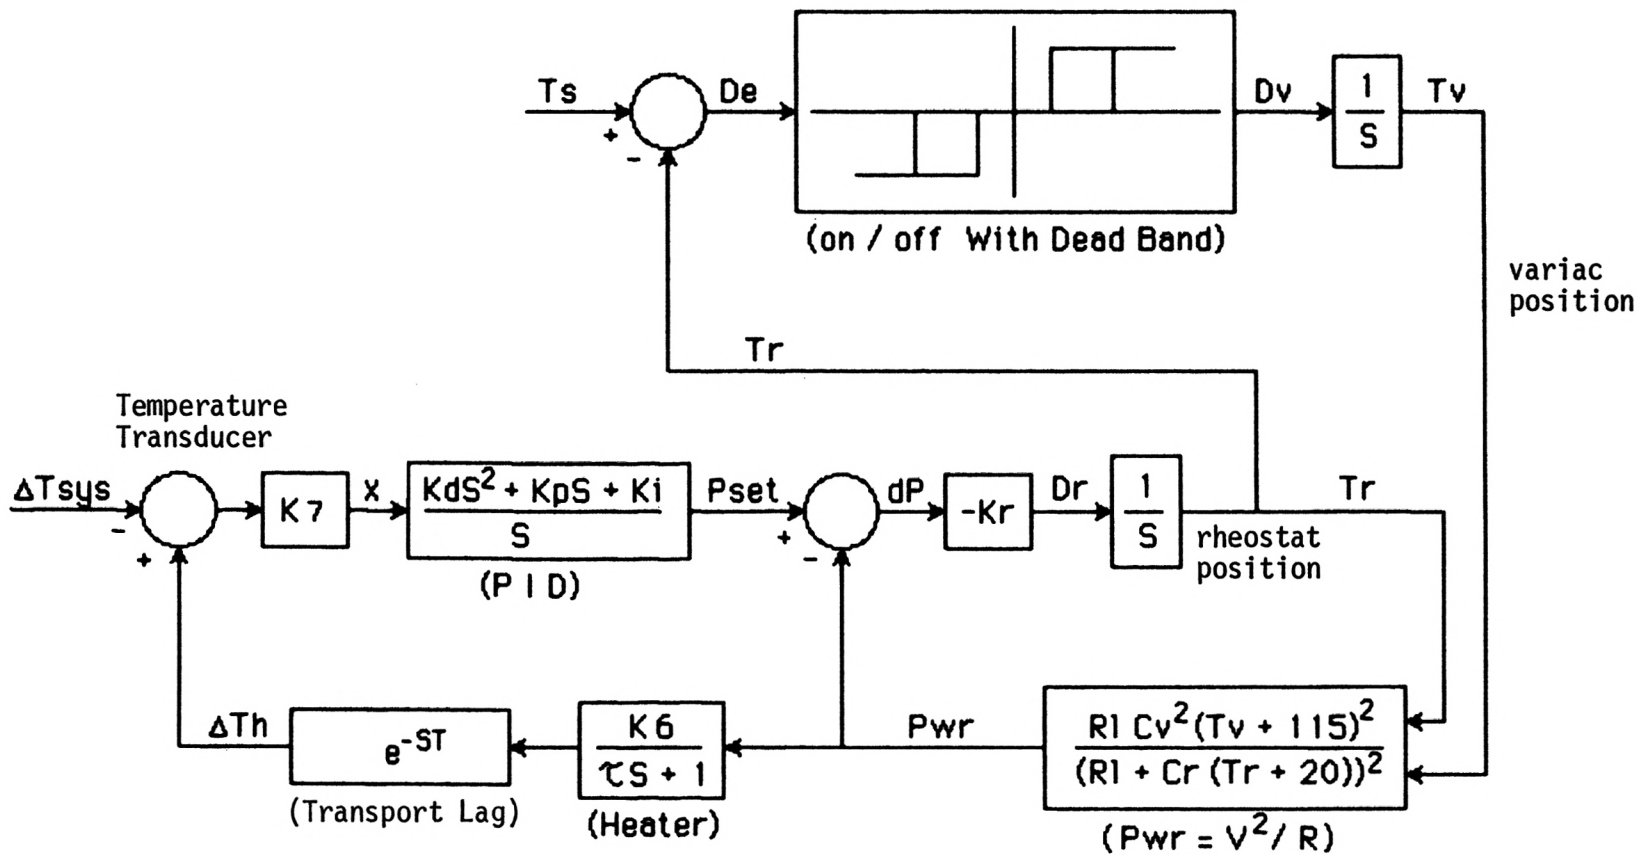 Ts
+
-
De
Dv
1
S
Tv
(on / off With Dead Band)
variac
position
Tr
Temperature
Transducer
ΔTsys
-
+
K7
X
KdS² + KpS + Ki
S
(P I D)
Pset
+
-
dP
-Kr
Dr
1
S
Tr
rheostat
position
ΔTh
e^-ST
(Transport Lag)
K6
τS + 1
(Heater)
Pwr
Rl Cv²(Tv + 115)²
(Rl + Cr (Tr + 20))²
(Pwr = V²/ R)